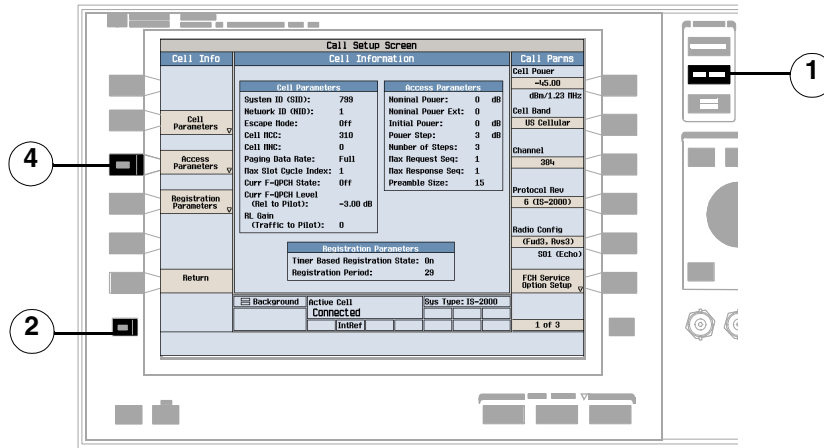 Call Setup Screen
Cell Info
Cell Information
Call Parms
Cell Parameters ▽
Access Parameters ▽
Registration Parameters ▽
Return
Cell Parameters
System ID (SID): 799
Network ID (NID): 1
Escape Mode: Off
Cell MCC: 310
Cell MNC: 0
Paging Data Rate: Full
Max Slot Cycle Index: 1
Curr F-QPCH State: Off
Curr F-QPCH Level
(Rel to Pilot): -3.00 dB
RL Gain
(Traffic to Pilot): 0
Access Parameters
Nominal Power: 0 dB
Nominal Power Ext: 0
Initial Power: 0 dB
Power Step: 3 dB
Number of Steps: 3
Max Request Seq: 1
Max Response Seq: 1
Preamble Size: 15
Registration Parameters
Timer Based Registration State: On
Registration Period: 29
Cell Power
-45.00
dBm/1.23 MHz
Cell Band
US Cellular
Channel
384
Protocol Rev
6 (IS-2000)
Radio Config
(Fwd3, Rvs3)
SO1 (Echo)
FCH Service
Option Setup ▽
1 of 3
Background
Active Cell
Connected
Sys Type: IS-2000
IntRef
1
4
2